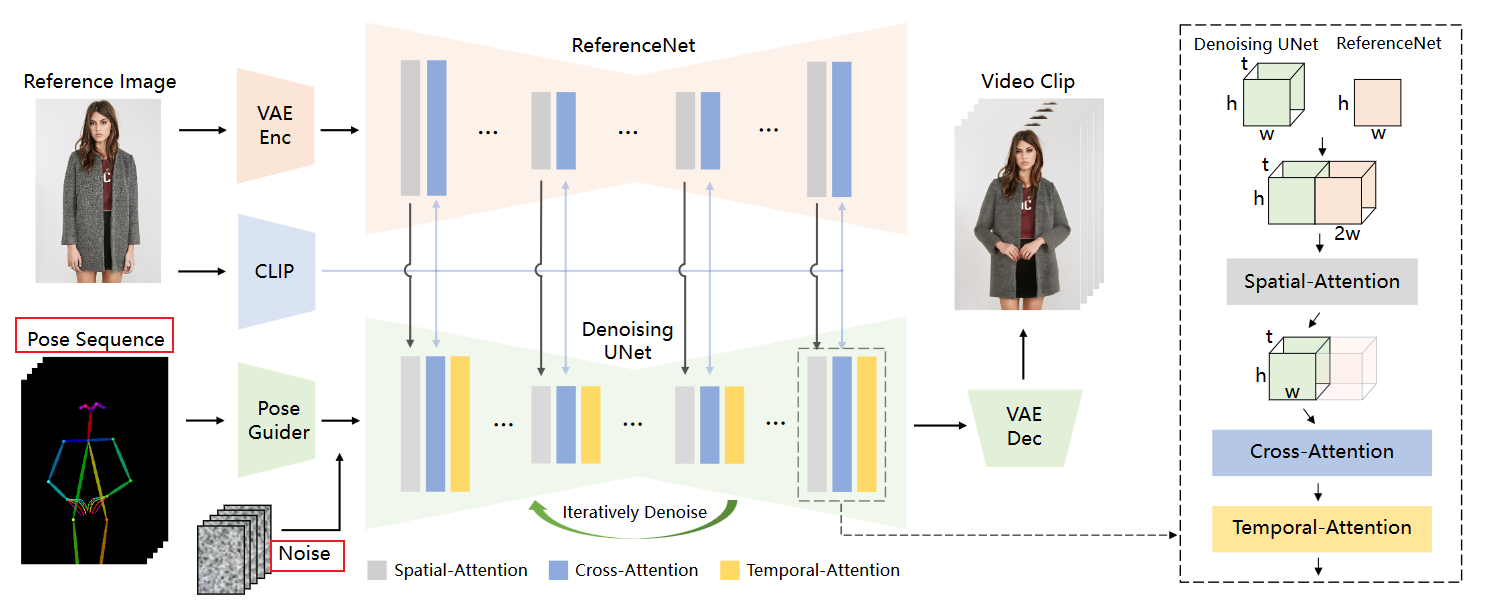 Reference Image
VAE
Enc
CLIP
Pose Sequence
Pose
Guider
Noise
ReferenceNet
...
...
...
Denoising
UNet
...
...
...
Iteratively Denoise
Spatial-Attention
Cross-Attention
Temporal-Attention
Video Clip
VAE
Dec
Denoising UNet
ReferenceNet
t
h
w
h
w
t
h
2w
Spatial-Attention
t
h
w
Cross-Attention
Temporal-Attention